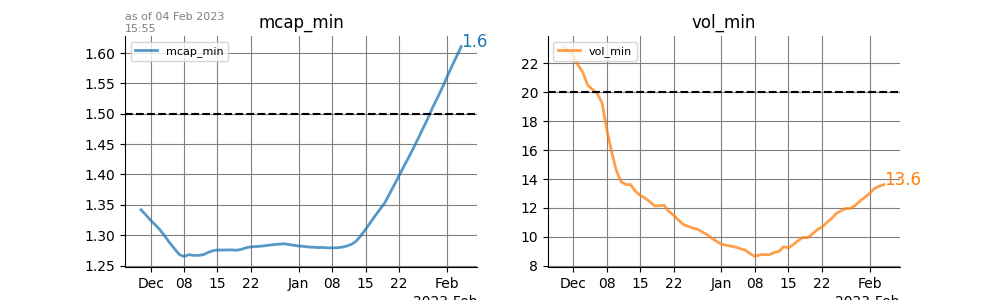 as of 04 Feb 2023
15:55
mcap_min
mcap_min
1.6
1.60
1.55
1.50
1.45
1.40
1.35
1.30
1.25
Dec 08 15 22 Jan 08 15 22 Feb
2023 Feb
vol_min
vol_min
13.6
22
20
18
16
14
12
10
8
Dec 08 15 22 Jan 08 15 22 Feb
2023-Feb